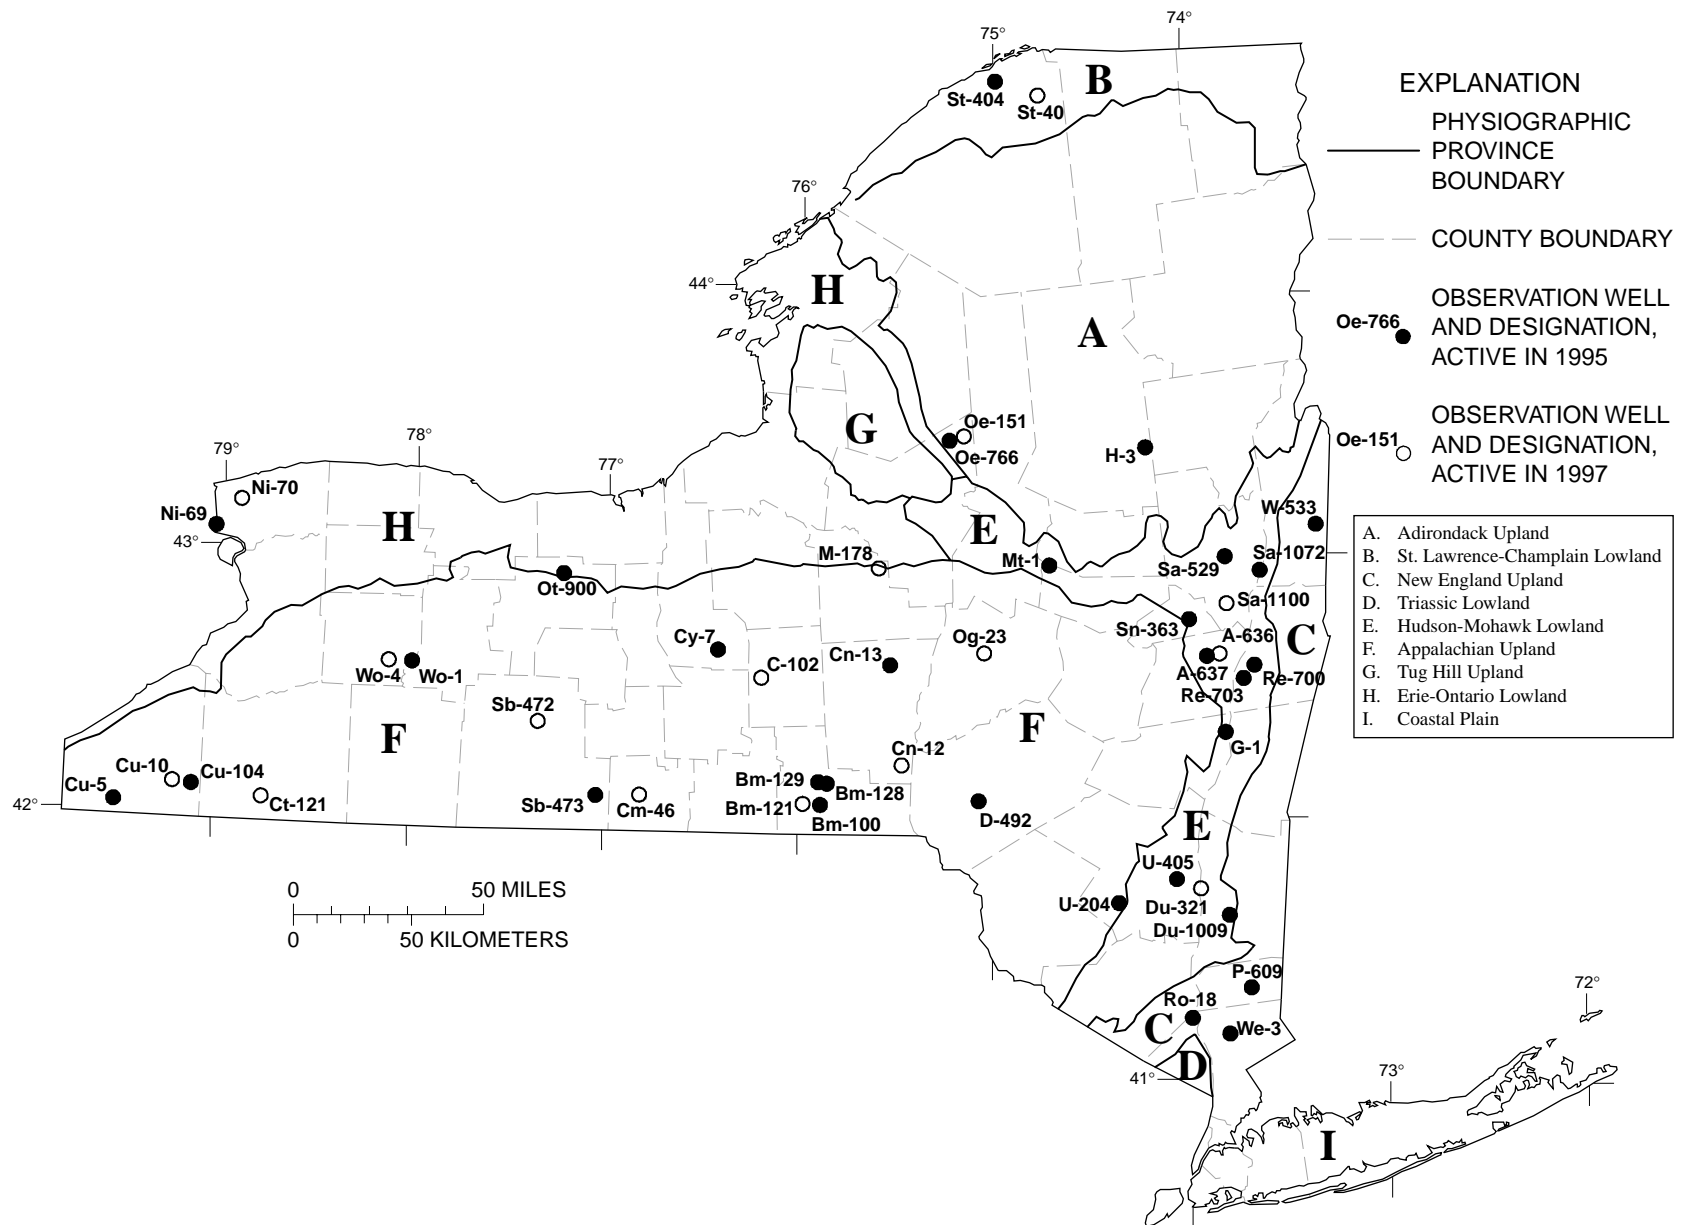 74°
75°
B
St-404
St-40
EXPLANATION
PHYSIOGRAPHIC
PROVINCE
BOUNDARY
COUNTY BOUNDARY
Oe-766
OBSERVATION WELL
AND DESIGNATION,
ACTIVE IN 1995
Oe-151
OBSERVATION WELL
AND DESIGNATION,
ACTIVE IN 1997
A. Adirondack Upland
B. St. Lawrence-Champlain Lowland
C. New England Upland
D. Triassic Lowland
E. Hudson-Mohawk Lowland
F. Appalachian Upland
G. Tug Hill Upland
H. Erie-Ontario Lowland
I. Coastal Plain
76°
44°
H
A
G
Oe-151
Oe-766
H-3
79°
78°
77°
Ni-70
Ni-69
43°
H
E
W-533
M-178
Mt-1
Sa-529
Sa-1072
Ot-900
Sa-1100
Sn-363
Cy-7
Og-23
A-636
C
Wo-4
Wo-1
C-102
Cn-13
A-637
Re-700
Re-703
Sb-472
F
F
G-1
Cn-12
Cu-10
Cu-104
Cu-5
Ct-121
42°
Sb-473
Cm-46
Bm-129
Bm-128
Bm-121
Bm-100
D-492
E
U-405
U-204
Du-321
Du-1009
0 50 MILES
0 50 KILOMETERS
P-609
Ro-18
C
We-3
D
41°
72°
73°
I